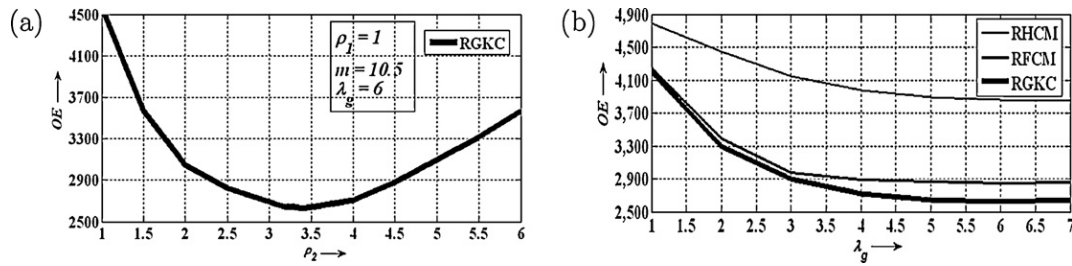 (a)
4500
3700
3300
2900
2500
OE
ρ1 = 1
m = 10.5
λg = 6
RGKC
1 1.5 2 2.5 3 3.5 4 4.5 5 5.5 6
ρ2
(b)
4,900
4,500
4,100
3,700
3,300
2,900
2,500
OE
RHCM
RFCM
RGKC
1 1.5 2 2.5 3 3.5 4 4.5 5 5.5 6 6.5 7
λg